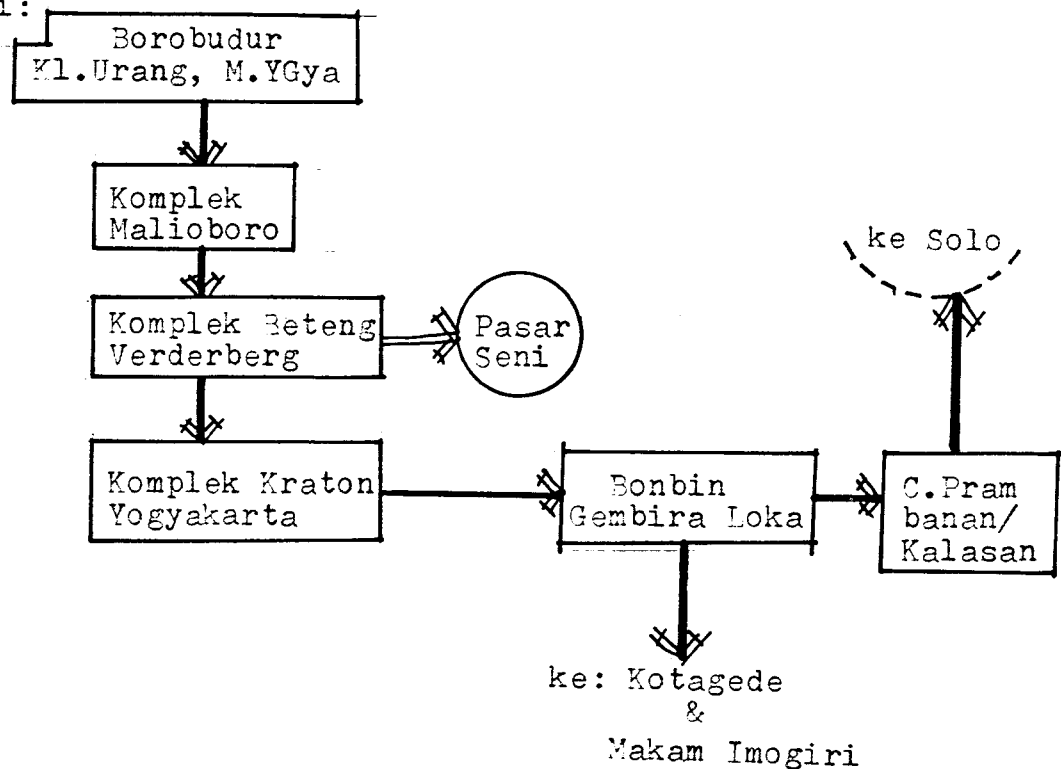 Borobudur
Kl.Urang, M.YGya
Komplek
Malioboro
Komplek Beteng
Verderberg
Pasar
Seni
ke Solo
Komplek Kraton
Yogyakarta
Bonbin
Gembira Loka
C.Pram
banan/
Kalasan
ke: Kotagede
&
Makam Imogiri